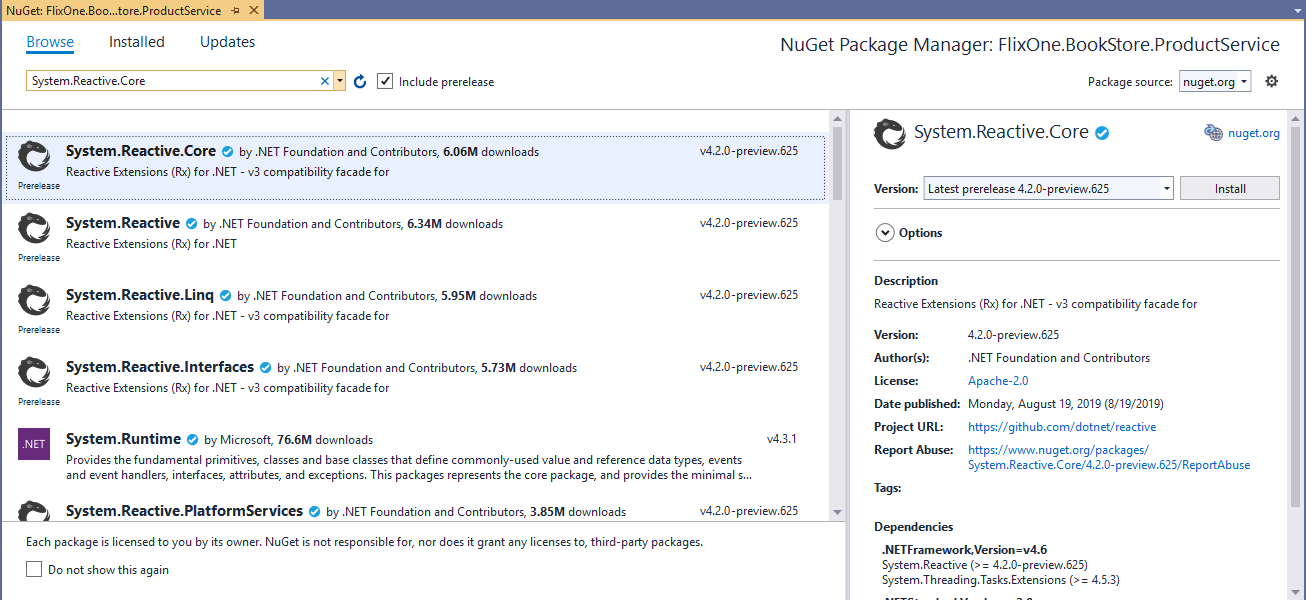 NuGet: FlixOne.Boo...tore.ProductService
Browse Installed Updates
NuGet Package Manager: FlixOne.BookStore.ProductService
System.Reactive.Core
Include prerelease
Package source: nuget.org
System.Reactive.Core by .NET Foundation and Contributors, 6.06M downloads v4.2.0-preview.625
Reactive Extensions (Rx) for .NET - v3 compatibility facade for
Prerelease
System.Reactive by .NET Foundation and Contributors, 6.34M downloads v4.2.0-preview.625
Reactive Extensions (Rx) for .NET
Prerelease
System.Reactive.Linq by .NET Foundation and Contributors, 5.95M downloads v4.2.0-preview.625
Reactive Extensions (Rx) for .NET - v3 compatibility facade for
Prerelease
System.Reactive.Interfaces by .NET Foundation and Contributors, 5.73M downloads v4.2.0-preview.625
Reactive Extensions (Rx) for .NET - v3 compatibility facade for
Prerelease
.NET
System.Runtime by Microsoft, 76.6M downloads v4.3.1
Provides the fundamental primitives, classes and base classes that define commonly-used value and reference data types, events
and event handlers, interfaces, attributes, and exceptions. This packages represents the core package, and provides the minimal s...
System.Reactive.PlatformServices by .NET Foundation and Contributors, 3.85M downloads v4.2.0-preview.625
Each package is licensed to you by its owner. NuGet is not responsible for, nor does it grant any licenses to, third-party packages.
Do not show this again
System.Reactive.Core nuget.org
Version: Latest prerelease 4.2.0-preview.625 Install
Options
Description
Reactive Extensions (Rx) for .NET - v3 compatibility facade for
Version: 4.2.0-preview.625
Author(s): .NET Foundation and Contributors
License: Apache-2.0
Date published: Monday, August 19, 2019 (8/19/2019)
Project URL: https://github.com/dotnet/reactive
Report Abuse: https://www.nuget.org/packages/
System.Reactive.Core/4.2.0-preview.625/ReportAbuse
Tags:
Dependencies
.NETFramework,Version=v4.6
System.Reactive (>= 4.2.0-preview.625)
System.Threading.Tasks.Extensions (>= 4.5.3)